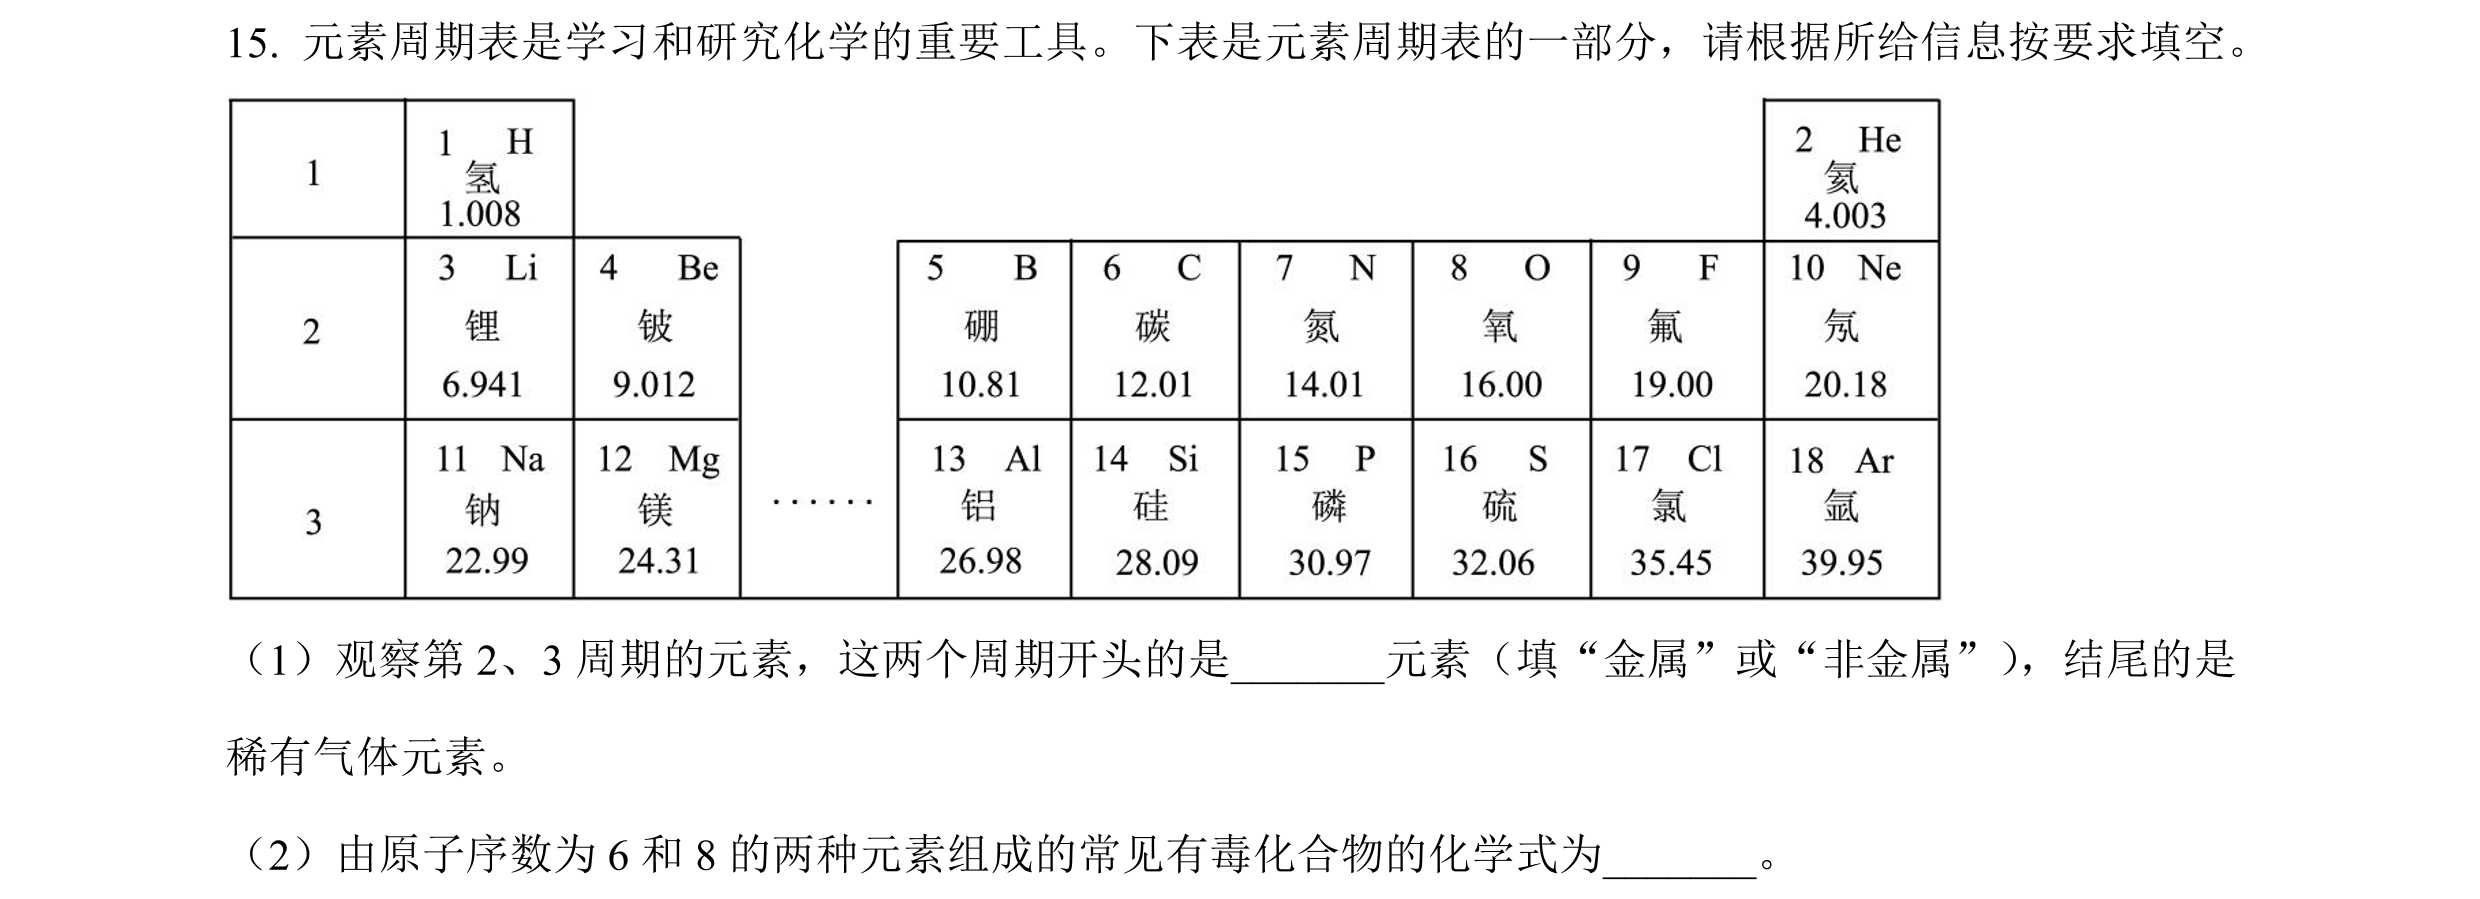 15. 元素周期表是学习和研究化学的重要工具。下表是元素周期表的一部分，请根据所给信息按要求填空。
1
1 H
氢
1.008
2 He
氦
4.003
2
3 Li
锂
6.941
4 Be
铍
9.012
5 B
硼
10.81
6 C
碳
12.01
7 N
氮
14.01
8 O
氧
16.00
9 F
氟
19.00
10 Ne
氖
20.18
3
11 Na
钠
22.99
12 Mg
镁
24.31
……
13 Al
铝
26.98
14 Si
硅
28.09
15 P
磷
30.97
16 S
硫
32.06
17 Cl
氯
35.45
18 Ar
氩
39.95
（1）观察第 2、3 周期的元素，这两个周期开头的是_______元素（填“金属”或“非金属”），结尾的是
稀有气体元素。
（2）由原子序数为 6 和 8 的两种元素组成的常见有毒化合物的化学式为_______。